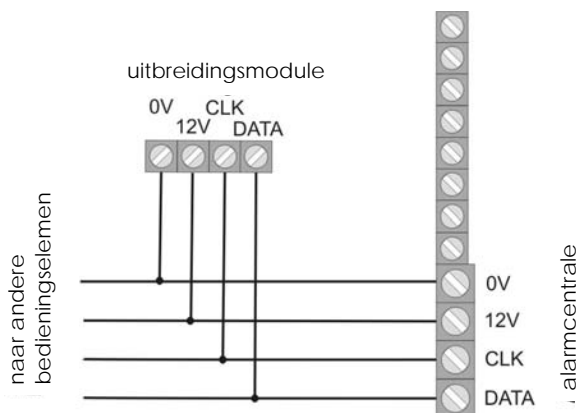 uitbreidingsmodule
0V
CLK
12V
DATA
naar andere
bedieningselemen
0V
12V
CLK
DATA
alarmcentrale